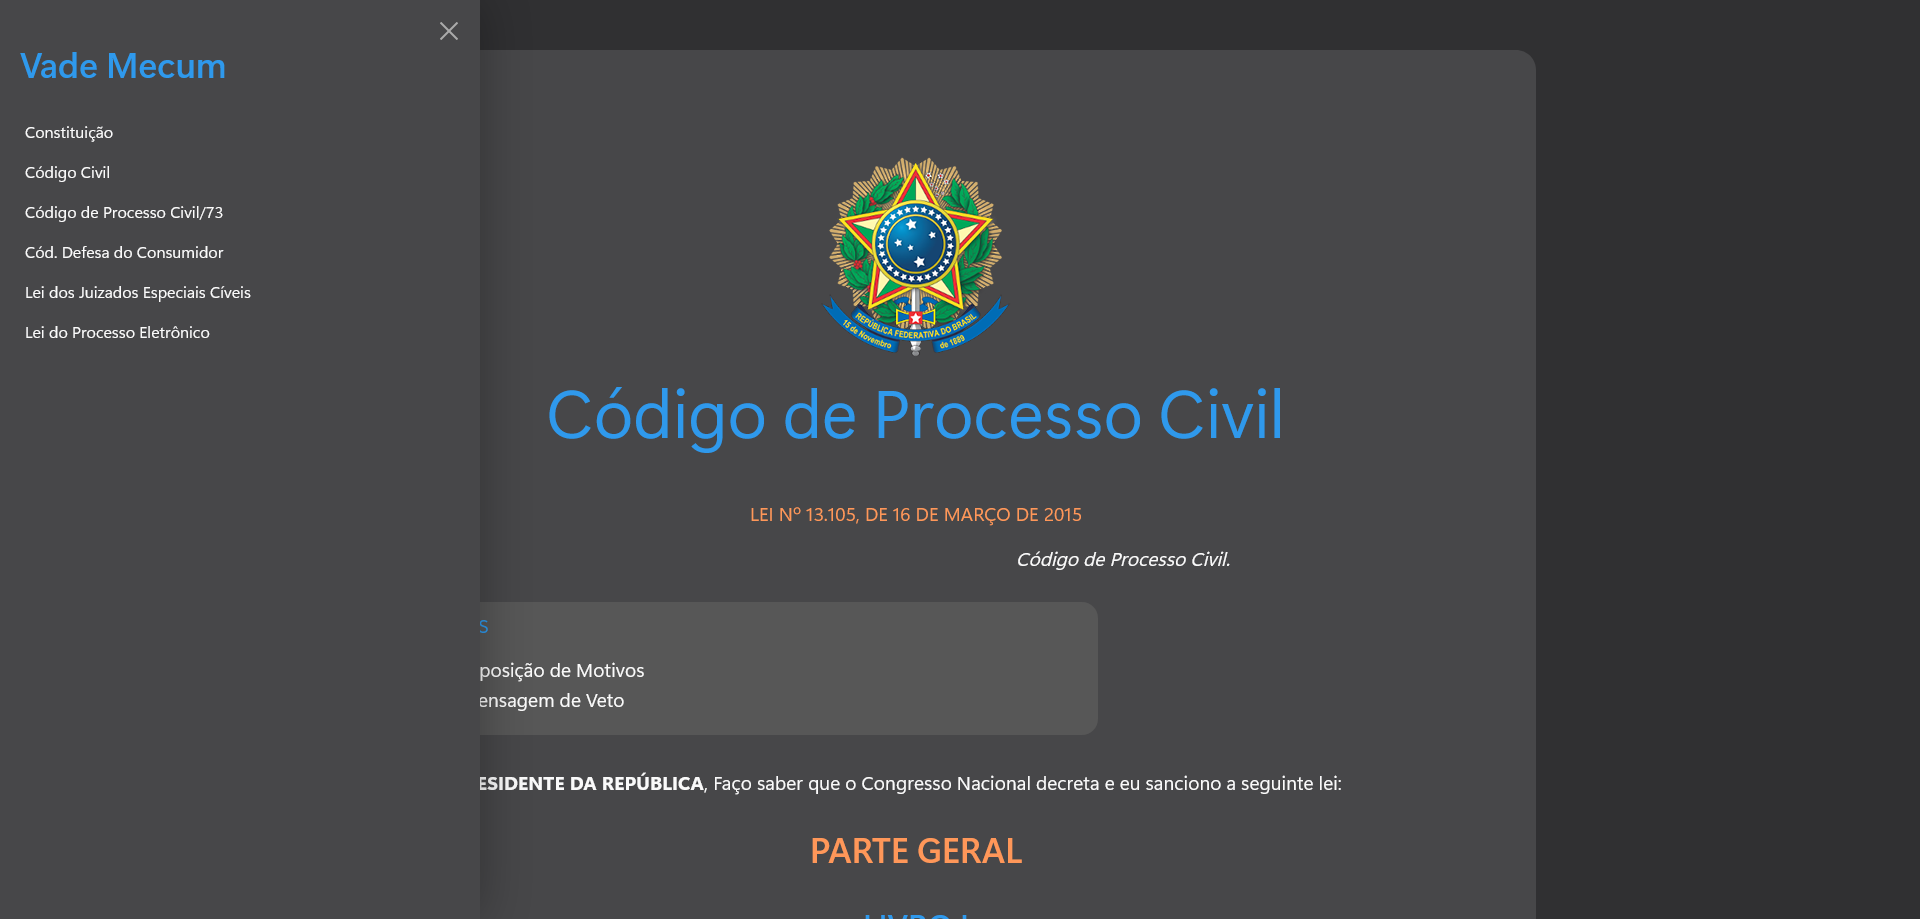 Vade Mecum
Constituição
Código Civil
Código de Processo Civil/73
Cód. Defesa do Consumidor
Lei dos Juizados Especiais Cíveis
Lei do Processo Eletrônico
REPÚBLICA FEDERATIVA DO BRASIL
15 de Novembro
de 1889
Código de Processo Civil
LEI Nº 13.105, DE 16 DE MARÇO DE 2015
Código de Processo Civil.
S
posição de Motivos
ensagem de Veto
ESIDENTE DA REPÚBLICA, Faço saber que o Congresso Nacional decreta e eu sanciono a seguinte lei:
PARTE GERAL
LIVRO I